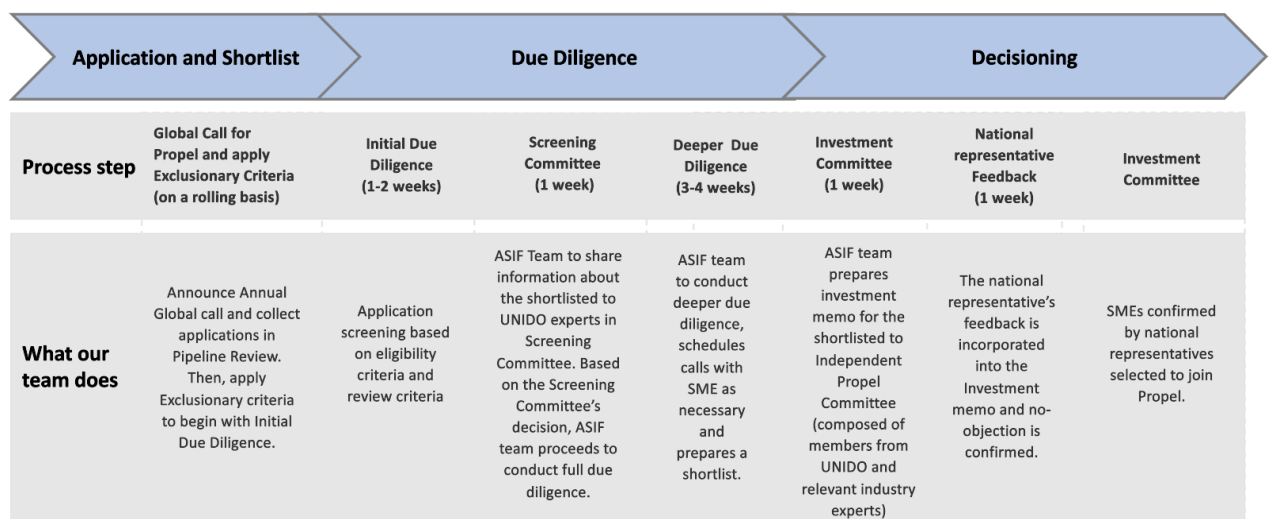 Application and Shortlist
Due Diligence
Decisioning
Process step
Global Call for
Propel and apply
Exclusionary Criteria
(on a rolling basis)
Initial Due
Diligence
(1-2 weeks)
Screening
Committee
(1 week)
Deeper Due
Diligence
(3-4 weeks)
Investment
Committee
(1 week)
National
representative
Feedback
(1 week)
Investment
Committee
What our
team does
Announce Annual
Global call and collect
applications in
Pipeline Review.
Then, apply
Exclusionary criteria
to begin with Initial
Due Diligence.
Application
screening based
on eligibility
criteria and
review criteria
ASIF Team to share
information about
the shortlisted to
UNIDO experts in
Screening
Committee. Based
on the Screening
Committee’s
decision, ASIF
team proceeds to
conduct full due
diligence.
ASIF team
to conduct
deeper due
diligence,
schedules
calls with
SME as
necessary
and
prepares a
shortlist.
ASIF team
prepares
investment
memo for the
shortlisted to
Independent
Propel
Committee
(composed of
members from
UNIDO and
relevant industry
experts)
The national
representative’s
feedback is
incorporated
into the
Investment
memo and no-
objection is
confirmed.
SMEs confirmed
by national
representatives
selected to join
Propel.